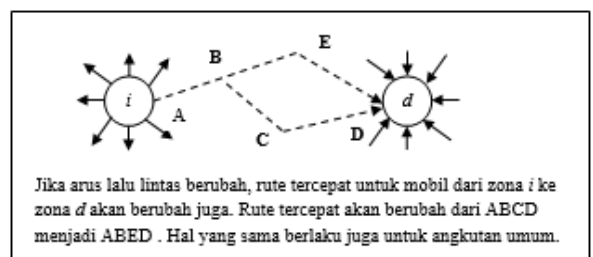 E
B
i
d
A
C
D
Jika arus lalu lintas berubah, rute tercepat untuk mobil dari zona i ke
zona d akan berubah juga. Rute tercepat akan berubah dari ABCD
menjadi ABED . Hal yang sama berlaku juga untuk angkutan umum.